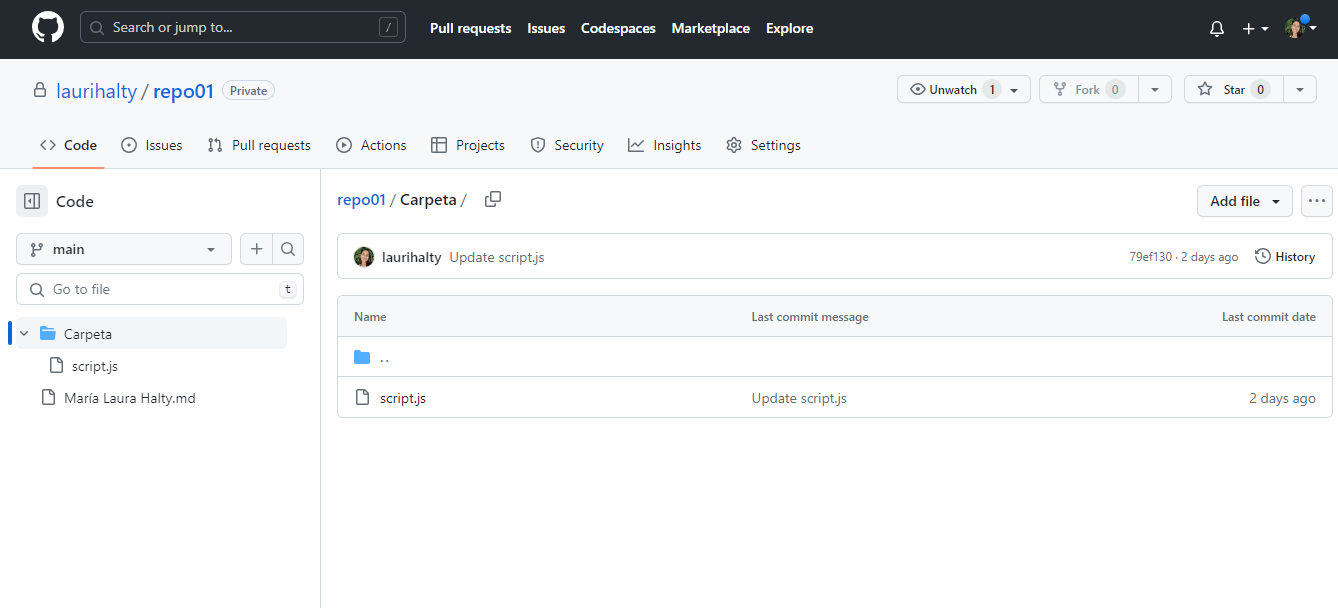 Search or jump to... /
Pull requests Issues Codespaces Marketplace Explore
laurihalty / repo01 Private
Unwatch 1 Fork 0 Star 0
Code Issues Pull requests Actions Projects Security Insights Settings
Code
main
Go to file t
Carpeta
script.js
María Laura Halty.md
repo01 / Carpeta /
Add file ...
laurihalty Update script.js 79ef130 · 2 days ago History
Name Last commit message Last commit date
..
script.js Update script.js 2 days ago